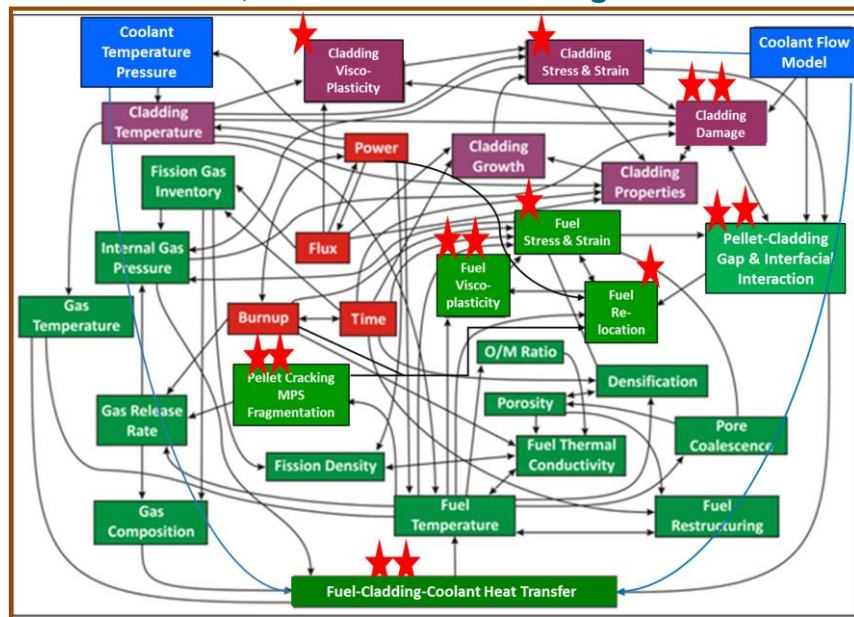 Coolant
Temperature
Pressure
Cladding
Visco-
Plasticity
Cladding
Stress & Strain
Coolant Flow
Model
Cladding
Temperature
Cladding
Damage
Power
Cladding
Growth
Fission Gas
Inventory
Cladding
Properties
Flux
Fuel
Stress & Strain
Internal Gas
Pressure
Pellet-Cladding
Gap & Interfacial
Interaction
Fuel
Visco-
plasticity
Fuel
Re-
location
Gas
Temperature
Burnup
Time
O/M Ratio
Pellet Cracking
MPS
Fragmentation
Densification
Porosity
Gas Release
Rate
Pore
Coalescence
Fuel Thermal
Conductivity
Fission Density
Gas
Composition
Fuel
Temperature
Fuel
Restructuring
Fuel-Cladding-Coolant Heat Transfer